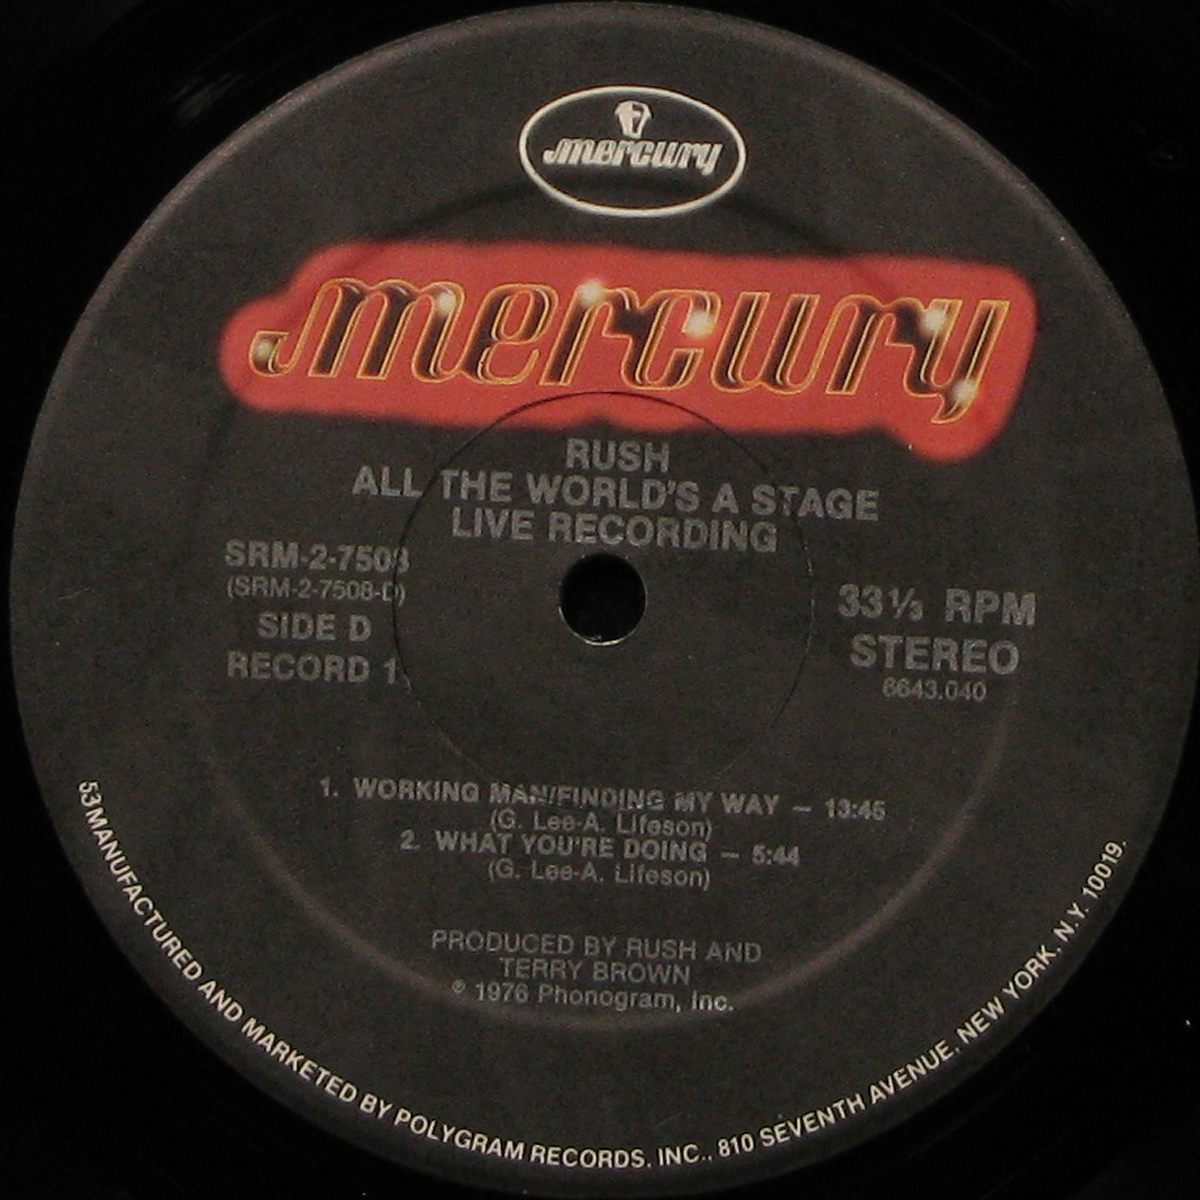 mercury
mercury
RUSH
ALL THE WORLD'S A STAGE
LIVE RECORDING
SRM-2-7508
(SRM-2-7508-D)
SIDE D
RECORD 1
33⅓ RPM
STEREO
6643.040
1. WORKING MAN/FINDING MY WAY — 13:45
(G. Lee-A. Lifeson)
2. WHAT YOU'RE DOING — 5:44
(G. Lee-A. Lifeson)
PRODUCED BY RUSH AND
TERRY BROWN
℗ 1976 Phonogram, Inc.
53 MANUFACTURED AND MARKETED BY POLYGRAM RECORDS, INC., 810 SEVENTH AVENUE, NEW YORK, N.Y. 10019.